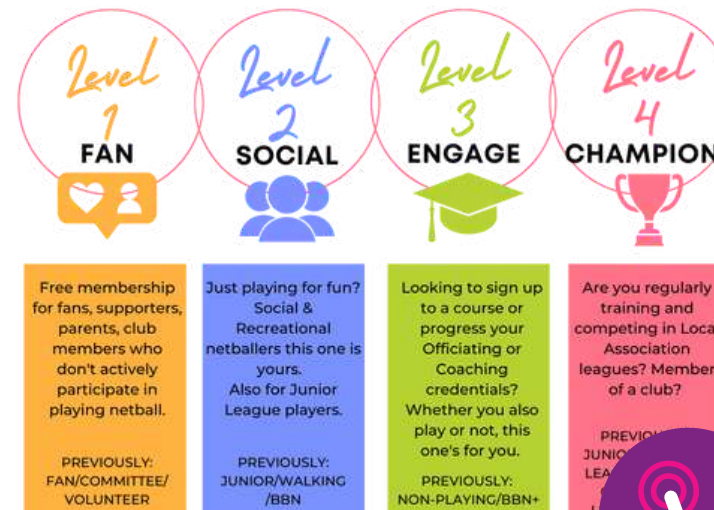 Level
1
FAN
Free membership
for fans, supporters,
parents, club
members who
don't actively
participate in
playing netball.
PREVIOUSLY:
FAN/COMMITTEE/
VOLUNTEER
Level
2
SOCIAL
Just playing for fun?
Social &
Recreational
netballers this one is
yours.
Also for Junior
League players.
PREVIOUSLY:
JUNIOR/WALKING
/BBN
Level
3
ENGAGE
Looking to sign up
to a course or
progress your
Officiating or
Coaching
credentials?
Whether you also
play or not, this
one's for you.
PREVIOUSLY:
NON-PLAYING/BBN+
Level
4
CHAMPION
Are you regularly
training and
competing in Loca
Association
leagues? Member
of a club?